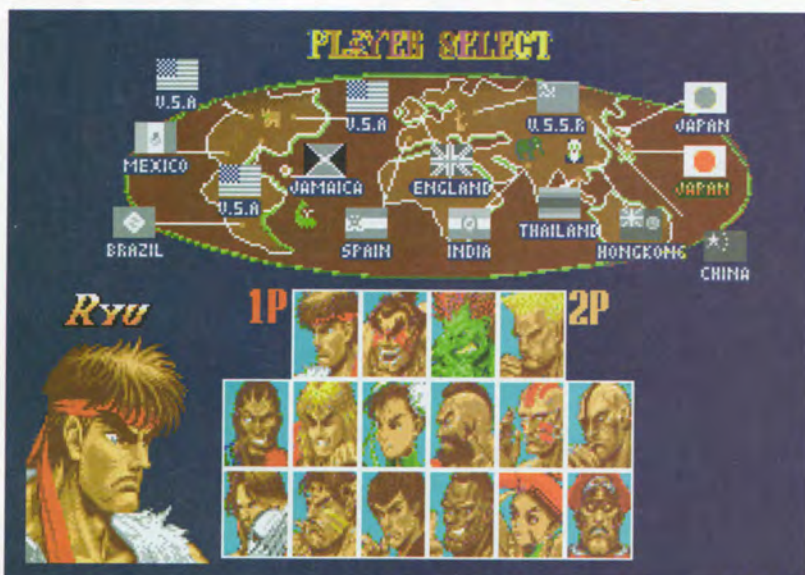 PLAYER SELECT
U.S.A
U.S.A
U.S.S.R
JAPAN
MEXICO
JAMAICA
ENGLAND
JAPAN
U.S.A
BRAZIL
SPAIN
INDIA
THAILAND
HONGKONG
CHINA
RYU
1P
2P